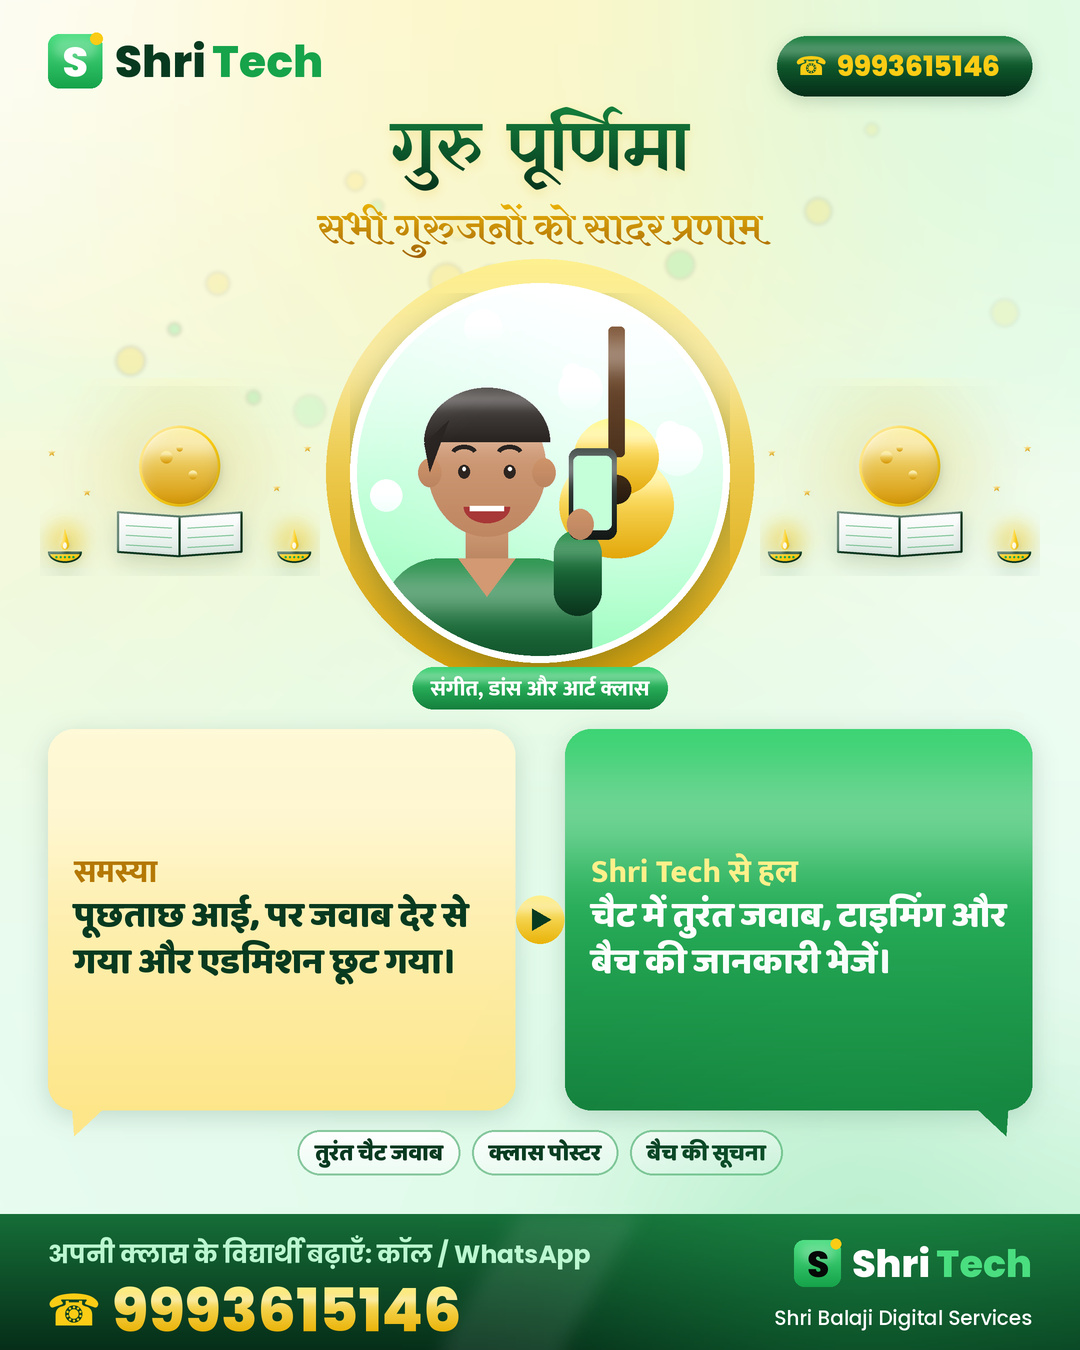 S Shri Tech
☎ 9993615146
गुरु पूर्णिमा
सभी गुरुजनों को सादर प्रणाम
संगीत, डांस और आर्ट क्लास
समस्या
पूछताछ आई, पर जवाब देर से
गया और एडमिशन छूट गया।
Shri Tech से हल
चैट में तुरंत जवाब, टाइमिंग और
बैच की जानकारी भेजें।
तुरंत चैट जवाब
क्लास पोस्टर
बैच की सूचना
अपनी क्लास के विद्यार्थी बढ़ाएँ: कॉल / WhatsApp
☎ 9993615146
S Shri Tech
Shri Balaji Digital Services